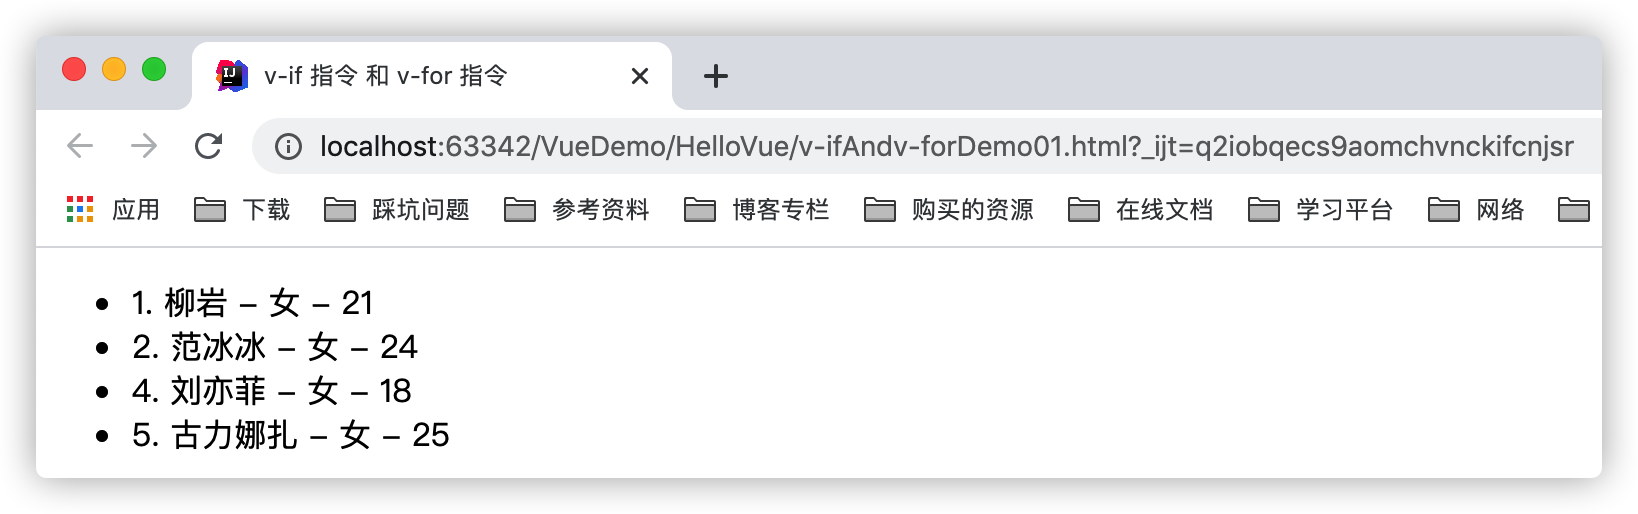 v-if 指令 和 v-for 指令
localhost:63342/VueDemo/HelloVue/v-ifAndv-forDemo01.html?_ijt=q2iobqecs9aomchvnckifcnjsr
应用 下载 踩坑问题 参考资料 博客专栏 购买的资源 在线文档 学习平台 网络
• 1. 柳岩 – 女 – 21
• 2. 范冰冰 – 女 – 24
• 4. 刘亦菲 – 女 – 18
• 5. 古力娜扎 – 女 – 25